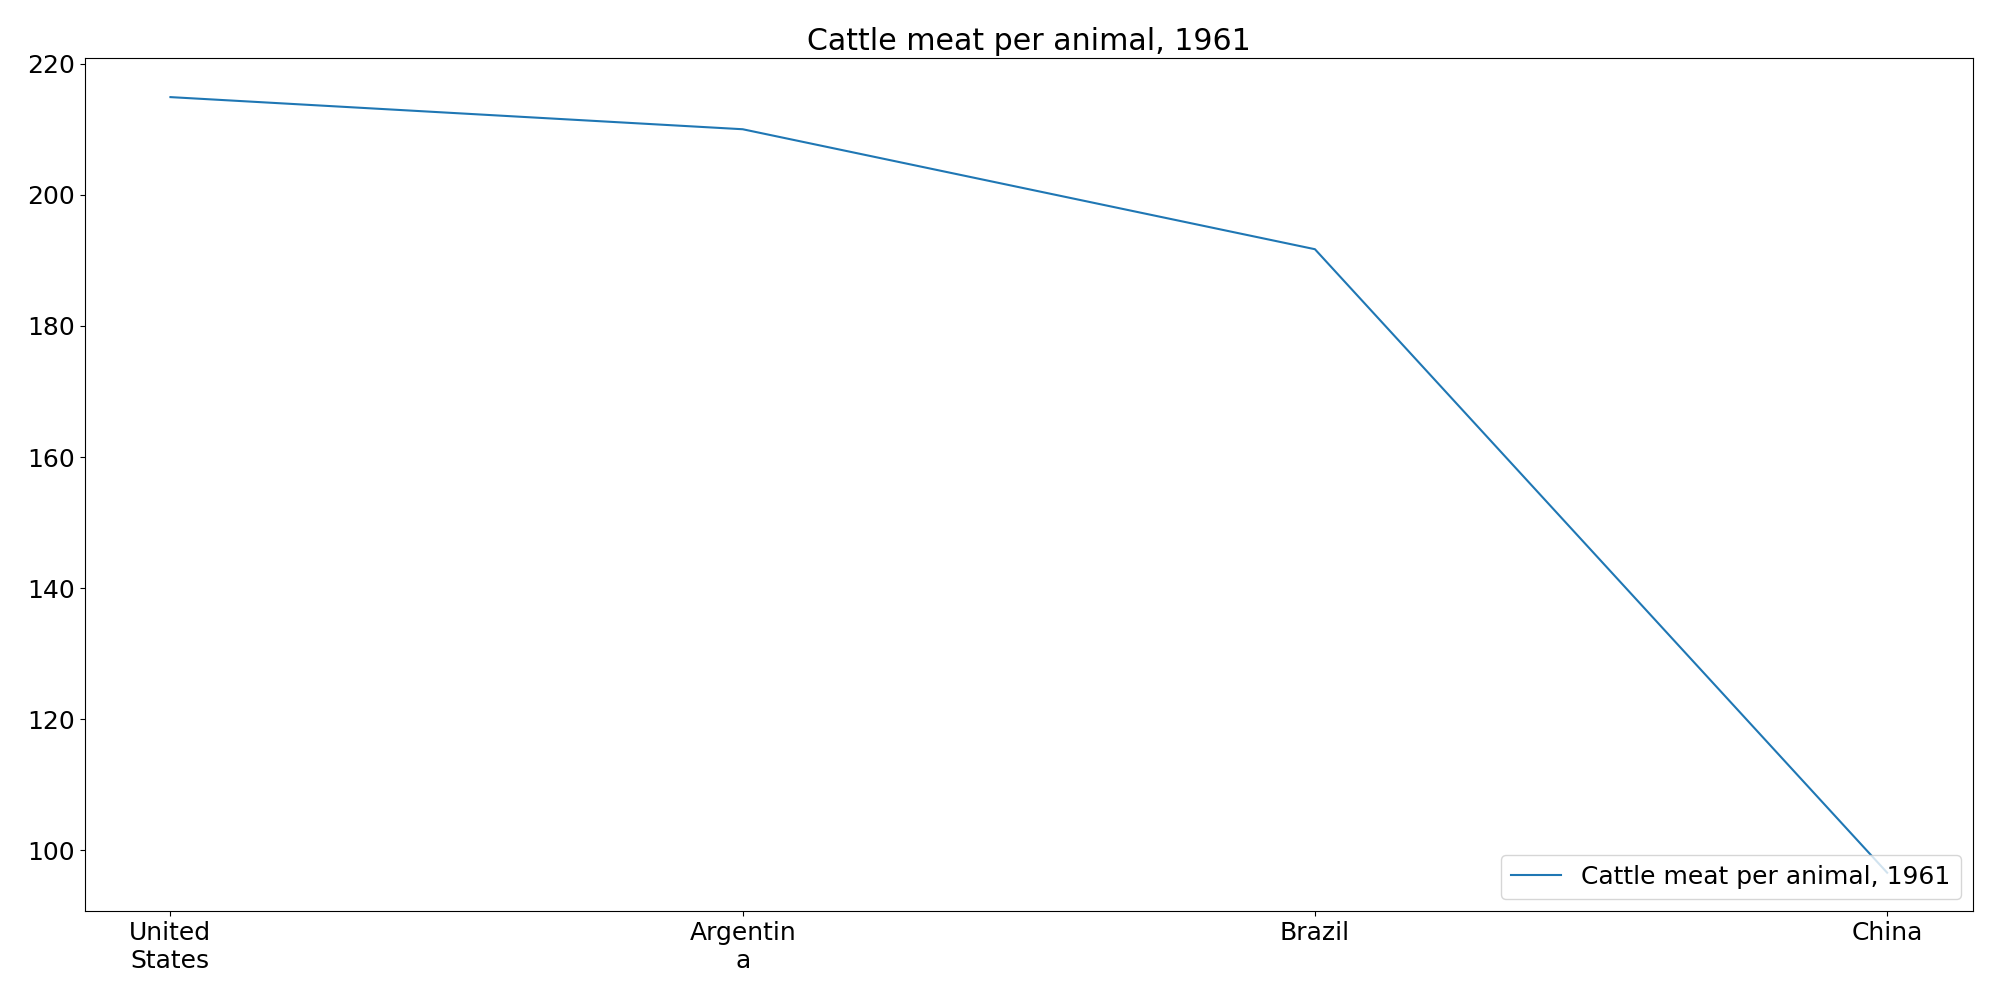 Cattle meat per animal, 1961
220
200
180
160
140
120
100
Cattle meat per animal, 1961
United
States
Argentin
a
Brazil
China